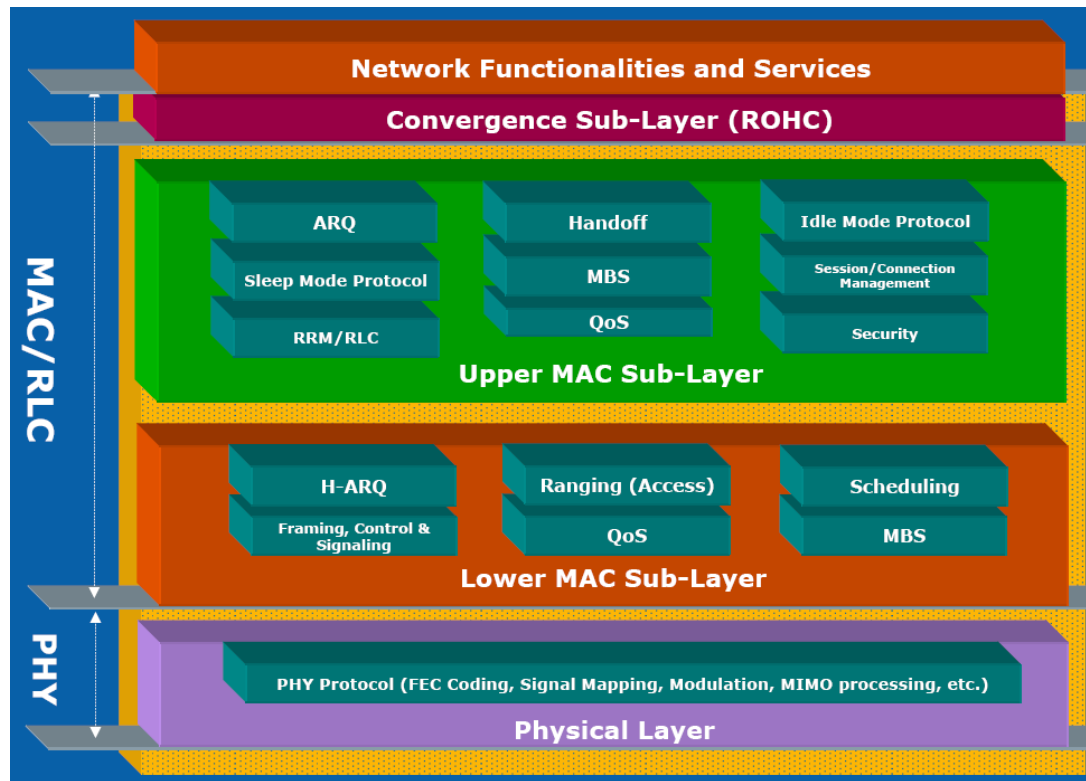 Network Functionalities and Services
Convergence Sub-Layer (ROHC)
MAC/RLC
ARQ
Handoff
Idle Mode Protocol
Sleep Mode Protocol
MBS
Session/Connection
Management
RRM/RLC
QoS
Security
Upper MAC Sub-Layer
H-ARQ
Ranging (Access)
Scheduling
Framing, Control &
Signaling
QoS
MBS
Lower MAC Sub-Layer
PHY
PHY Protocol (FEC Coding, Signal Mapping, Modulation, MIMO processing, etc.)
Physical Layer